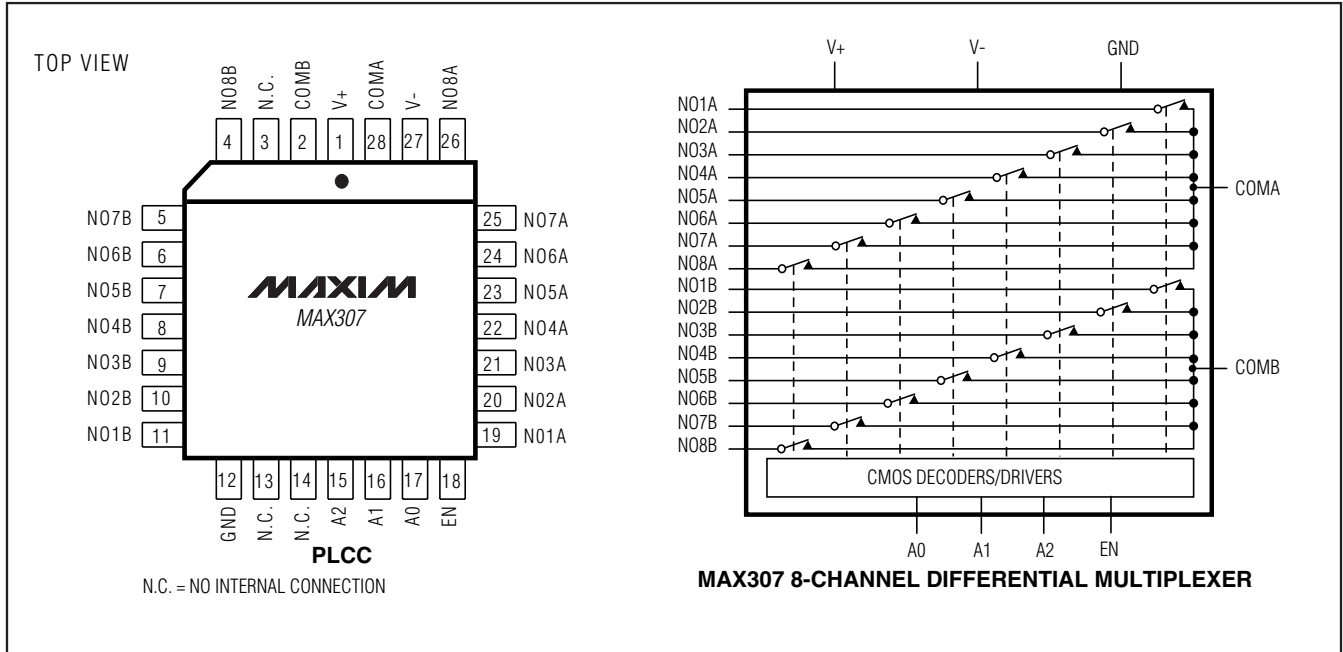 TOP VIEW
NO8B N.C. COMB V+ COMA V- NO8A
4 3 2 1 28 27 26
NO7B 5
NO6B 6
NO5B 7
NO4B 8
NO3B 9
NO2B 10
NO1B 11
MAXIM
MAX307
25 NO7A
24 NO6A
23 NO5A
22 NO4A
21 NO3A
20 NO2A
19 NO1A
12 13 14 15 16 17 18
GND N.C. N.C. A2 A1 A0 EN
PLCC
N.C. = NO INTERNAL CONNECTION
V+ V- GND
NO1A
NO2A
NO3A
NO4A
NO5A
NO6A
NO7A
NO8A
NO1B
NO2B
NO3B
NO4B
NO5B
NO6B
NO7B
NO8B
COMA
COMB
CMOS DECODERS/DRIVERS
A0 A1 A2 EN
MAX307 8-CHANNEL DIFFERENTIAL MULTIPLEXER